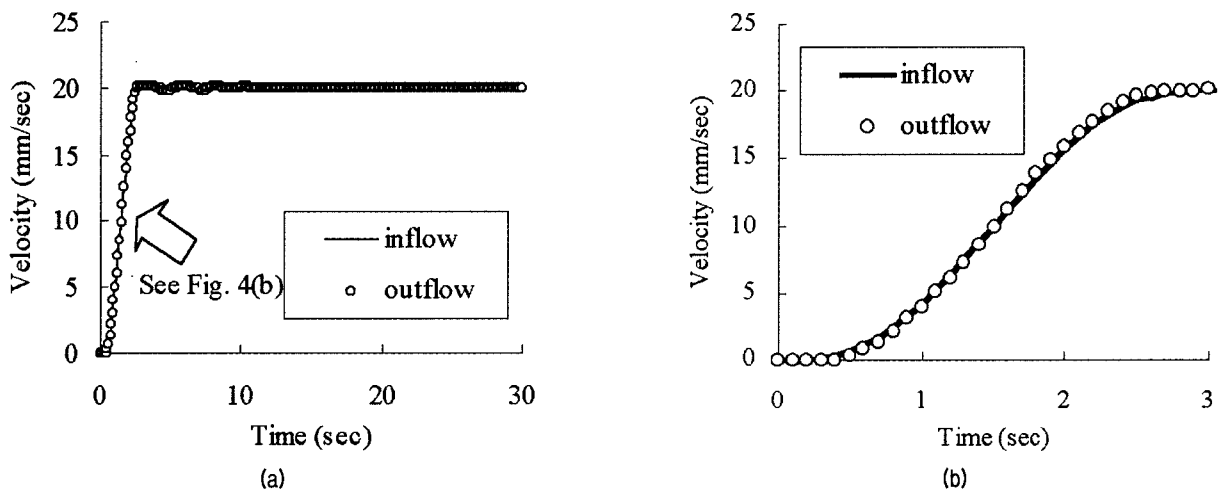 25
20
15
10
5
0
Velocity (mm/sec)
inflow
outflow
See Fig. 4(b)
0
10
20
30
Time (sec)
(a)
25
20
15
10
5
0
Velocity (mm/sec)
inflow
outflow
0
1
2
3
Time (sec)
(b)